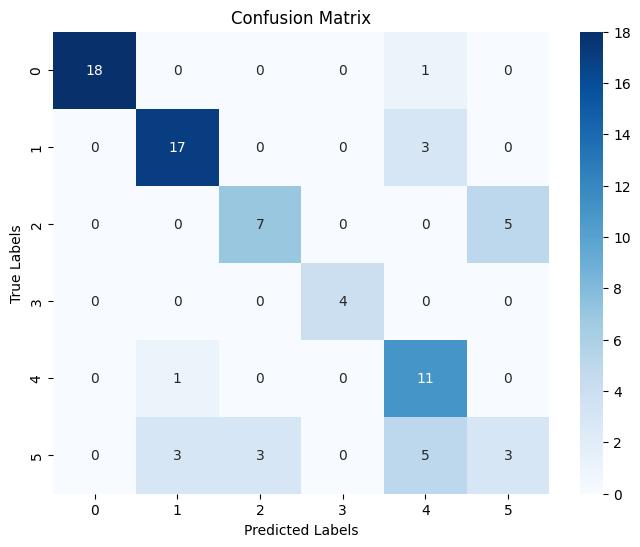 Confusion Matrix
0 18 0 0 0 1 0
1 0 17 0 0 3 0
2 0 0 7 0 0 5
3 0 0 0 4 0 0
4 0 1 0 0 11 0
5 0 3 3 0 5 3
0 1 2 3 4 5
True Labels
Predicted Labels
18
16
14
12
10
8
6
4
2
0